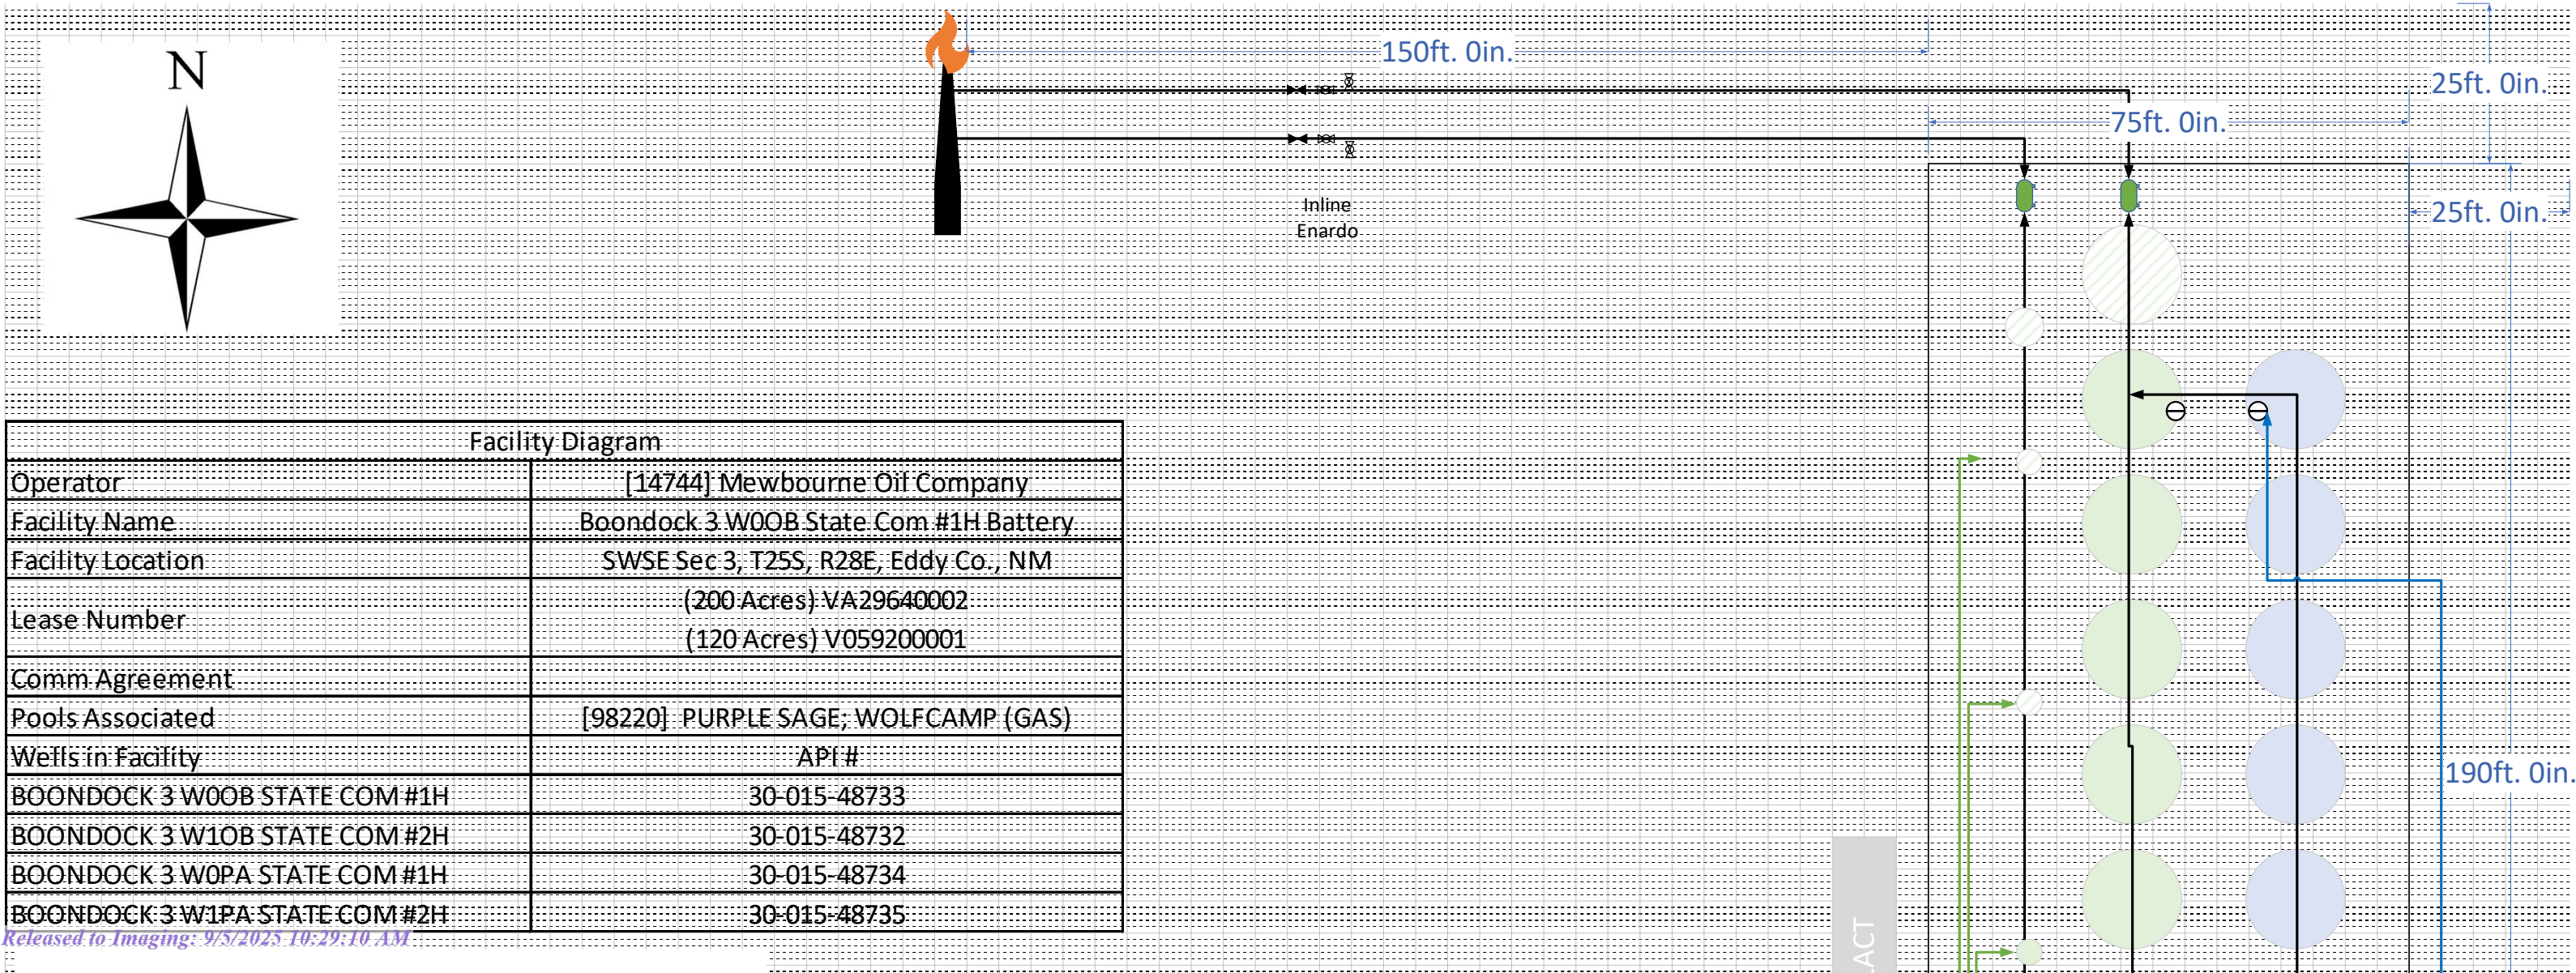 N
150ft. 0in.
25ft. 0in.
75ft. 0in.
25ft. 0in.
Inline
Enardo
Facility Diagram
Operator [14744] Mewbourne Oil Company
Facility Name Boondock 3 W0OB State Com #1H Battery
Facility Location SWSE Sec 3, T25S, R28E, Eddy Co., NM
Lease Number (200 Acres) VA29640002
(120 Acres) V059200001
Comm Agreement
Pools Associated [98220] PURPLE SAGE; WOLFCAMP (GAS)
Wells in Facility API #
BOONDOCK 3 W0OB STATE COM #1H 30-015-48733
BOONDOCK 3 W1OB STATE COM #2H 30-015-48732
BOONDOCK 3 W0PA STATE COM #1H 30-015-48734
BOONDOCK 3 W1PA STATE COM #2H 30-015-48735
190ft. 0in.
LACT
Released to Imaging: 9/5/2025 10:29:10 AM